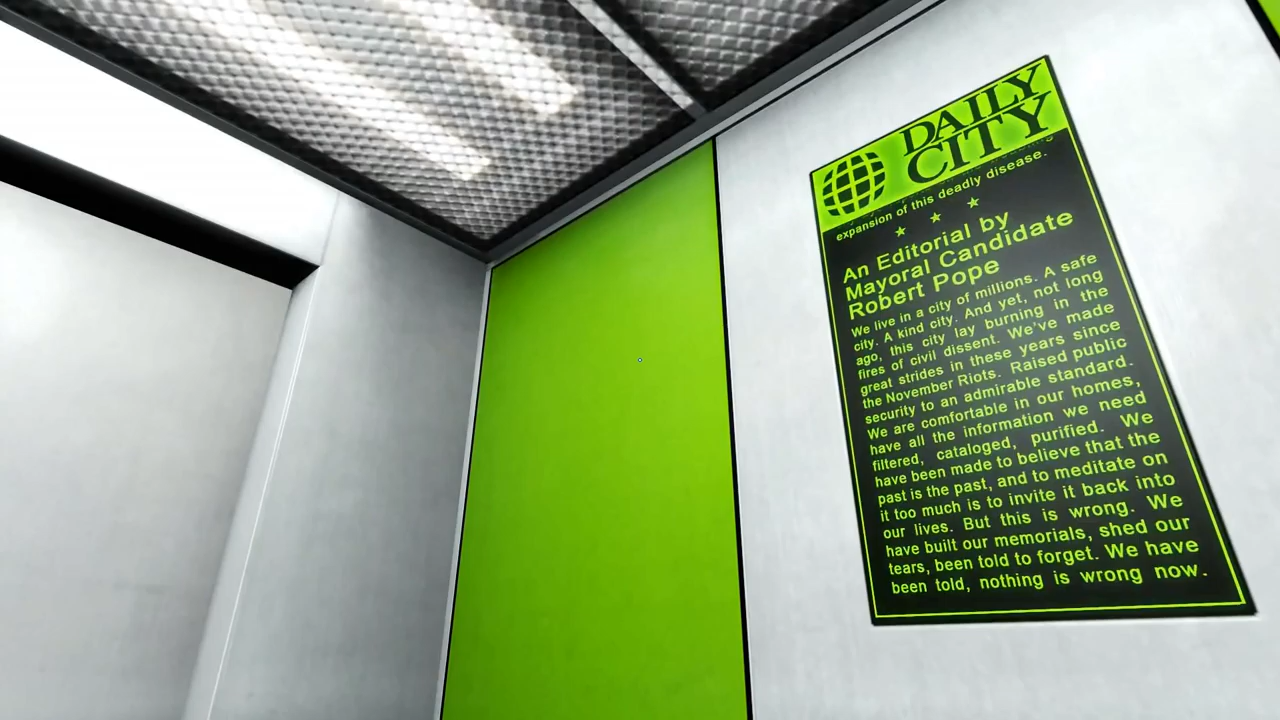 DAILY
CITY
expansion of this deadly disease.
An Editorial by
Mayoral Candidate
Robert Pope
We live in a city of millions. A safe
city. A kind city. And yet, not long
ago, this city lay burning in the
fires of civil dissent. We've made
great strides in these years since
the November Riots. Raised public
security to an admirable standard.
We are comfortable in our homes,
have all the information we need
filtered, cataloged, purified. We
have been made to believe that the
past is the past, and to meditate on
it too much is to invite it back into
our lives. But this is wrong. We
have built our memorials, shed our
tears, been told to forget. We have
been told, nothing is wrong now.